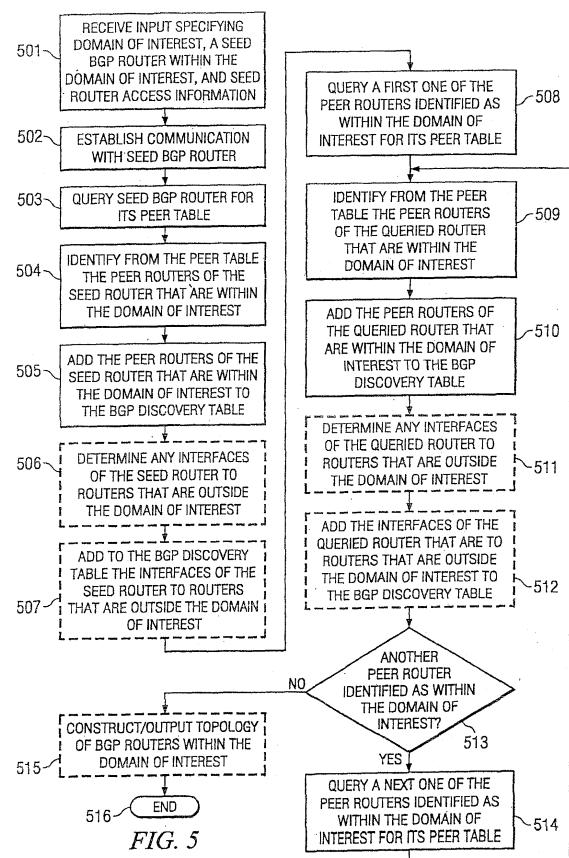 501
RECEIVE INPUT SPECIFYING
DOMAIN OF INTEREST, A SEED
BGP ROUTER WITHIN THE
DOMAIN OF INTEREST, AND SEED
ROUTER ACCESS INFORMATION
502
ESTABLISH COMMUNICATION
WITH SEED BGP ROUTER
503
QUERY SEED BGP ROUTER FOR
ITS PEER TABLE
504
IDENTIFY FROM THE PEER TABLE
THE PEER ROUTERS OF THE
SEED ROUTER THAT ARE WITHIN
THE DOMAIN OF INTEREST
505
ADD THE PEER ROUTERS OF THE
SEED ROUTER THAT ARE WITHIN
THE DOMAIN OF INTEREST TO
THE BGP DISCOVERY TABLE
506
DETERMINE ANY INTERFACES
OF THE SEED ROUTER TO
ROUTERS THAT ARE OUTSIDE
THE DOMAIN OF INTEREST
507
ADD TO THE BGP DISCOVERY
TABLE THE INTERFACES OF THE
SEED ROUTER TO ROUTERS
THAT ARE OUTSIDE THE DOMAIN
OF INTEREST
QUERY A FIRST ONE OF THE
PEER ROUTERS IDENTIFIED AS
WITHIN THE DOMAIN OF
INTEREST FOR ITS PEER TABLE
508
IDENTIFY FROM THE PEER
TABLE THE PEER ROUTERS
OF THE QUERIED ROUTER
THAT ARE WITHIN THE
DOMAIN OF INTEREST
509
ADD THE PEER ROUTERS OF
THE QUERIED ROUTER THAT
ARE WITHIN THE DOMAIN OF
INTEREST TO THE BGP
DISCOVERY TABLE
510
DETERMINE ANY INTERFACES
OF THE QUERIED ROUTER TO
ROUTERS THAT ARE OUTSIDE
THE DOMAIN OF INTEREST
511
ADD THE INTERFACES OF THE
QUERIED ROUTER THAT ARE TO
ROUTERS THAT ARE OUTSIDE
THE DOMAIN OF INTEREST TO
THE BGP DISCOVERY TABLE
512
ANOTHER
PEER ROUTER
IDENTIFIED AS WITHIN
THE DOMAIN OF
INTEREST?
513
NO
YES
QUERY A NEXT ONE OF THE
PEER ROUTERS IDENTIFIED AS
WITHIN THE DOMAIN OF
INTEREST FOR ITS PEER TABLE
514
CONSTRUCT/OUTPUT TOPOLOGY
OF BGP ROUTERS WITHIN THE
DOMAIN OF INTEREST
515
END
516
FIG. 5